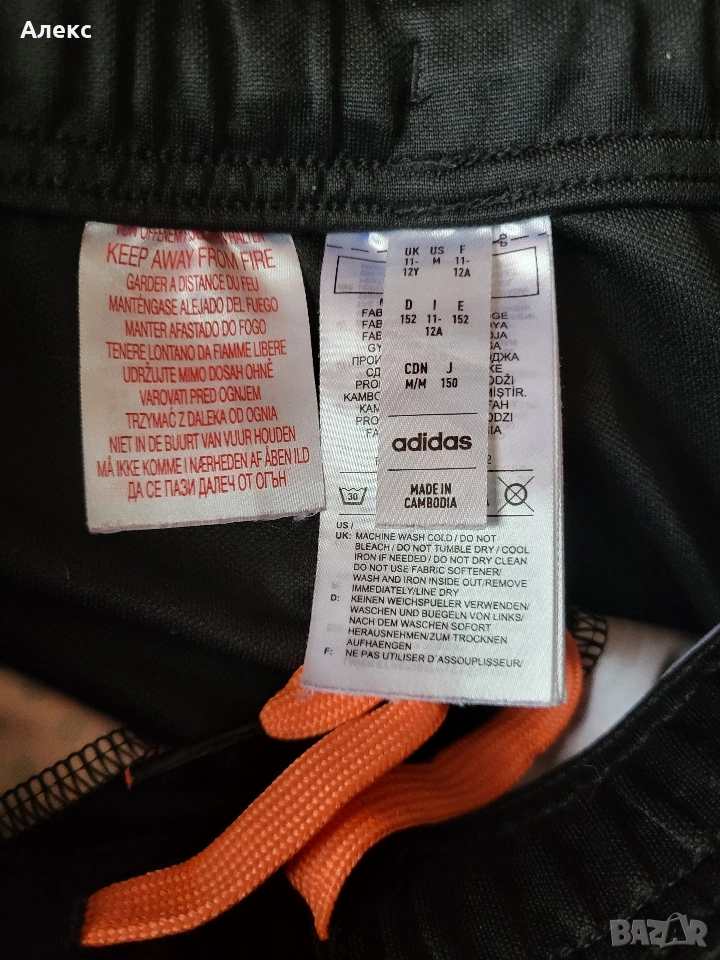 Алекс
KEEP AWAY FROM FIRE
GARDER A DISTANCE DU FEU
MANTÉNGASE ALEJADO DEL FUEGO
MANTER AFASTADO DO FOGO
TENERE LONTANO DA FIAMME LIBERE
UDRŽUJTE MIMO DOSAH OHNĚ
VAROVATI PRED OGNJEM
TRZYMAĆ Z DALEKA OD OGNIA
NIET IN DE BUURT VAN VUUR HOUDEN
MÅ IKKE KOMME I NÆRHEDEN AF ÅBEN ILD
ДА СЕ ПАЗИ ДАЛЕЧ ОТ ОГЪН
UK US F
11-12Y M 11-12A
D I E
152 11-12A 152
CDN J
M/M 150
adidas
MADE IN
CAMBODIA
30
US /
UK: MACHINE WASH COLD / DO NOT
BLEACH / DO NOT TUMBLE DRY / COOL
IRON IF NEEDED / DO NOT DRY CLEAN
DO NOT USE FABRIC SOFTENER/
WASH AND IRON INSIDE OUT/REMOVE
IMMEDIATELY/LINE DRY
D: KEINEN WEICHSPUELER VERWENDEN/
WASCHEN UND BUEGELN VON LINKS/
NACH DEM WASCHEN SOFORT
HERAUSNEHMEN/ZUM TROCKNEN
AUFHAENGEN
F: NE PAS UTILISER D'ASSOUPLISSEUR/
BAZAR